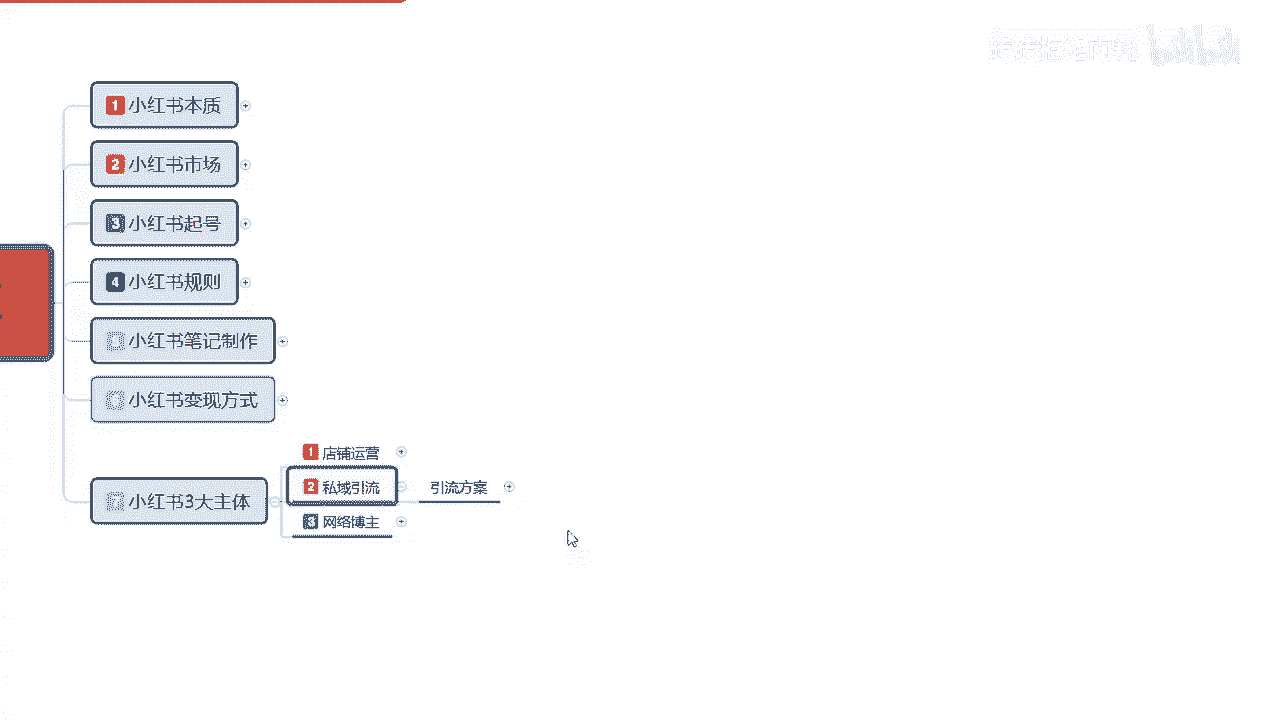 1 小红书本质
2 小红书市场
3 小红书起号
4 小红书规则
小红书笔记制作
小红书变现方式
7 小红书3大主体
1 店铺运营
2 私域引流
引流方案
3 网络博主
bilibili